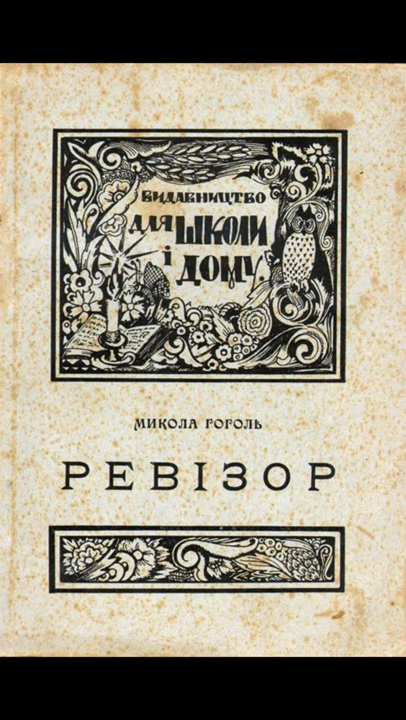 ВИДАВНИЦТВО
ДЛЯ ШКОЛИ
І ДОМУ
МИКОЛА ГОГОЛЬ
РЕВІЗОР